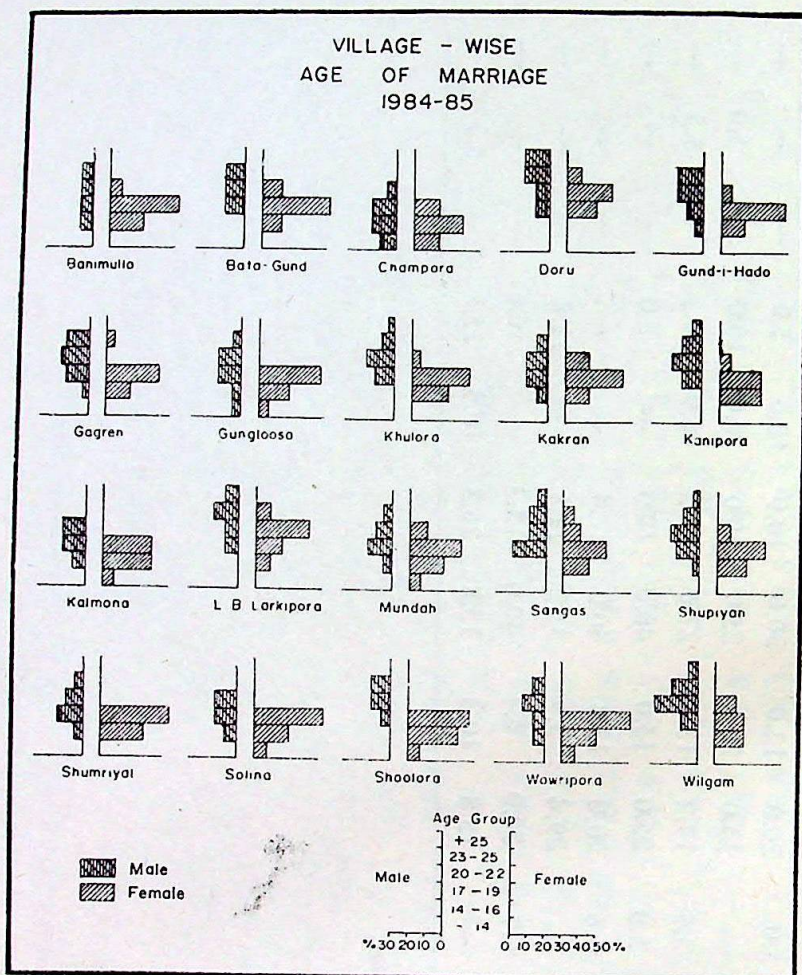 VILLAGE - WISE
AGE OF MARRIAGE
1984-85
Banimullo Bata-Gund Champora Doru Gund-i-Hado
Gagren Gungloosa Khulora Kakran Kanipora
Kalmona L B Larkipora Mundah Sangas Shupiyan
Shumriyal Solina Shoolora Wowripora Wilgam
Age Group
+ 25
23-25
20-22
17-19
14-16
- 14
Male Female
Male
Female
% 30 20 10 0 0 10 20 30 40 50 %